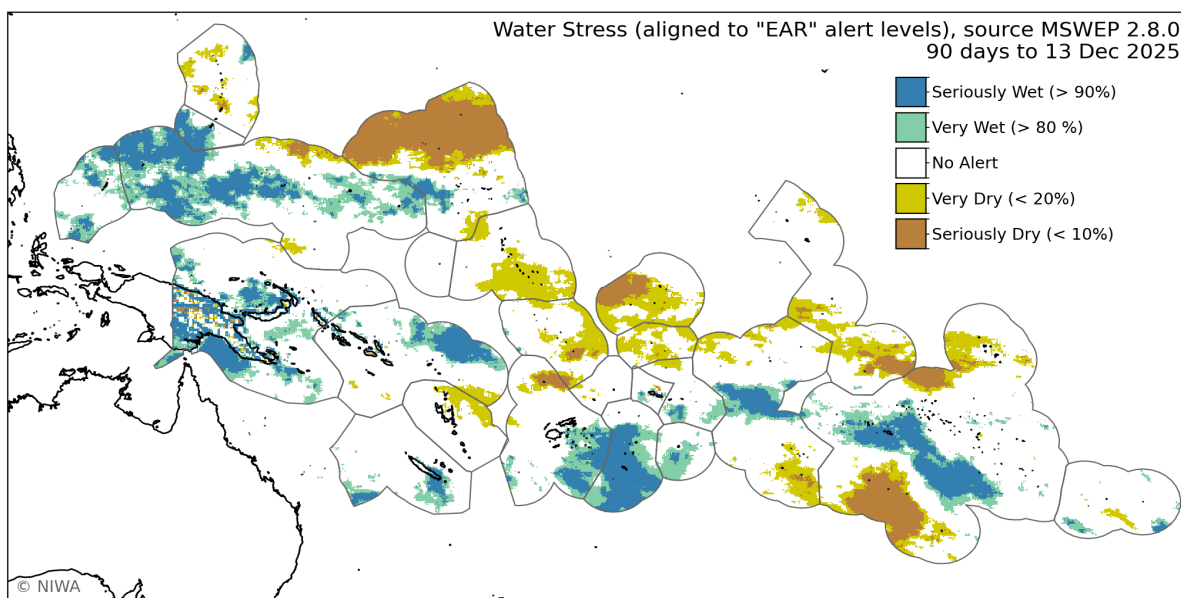 Water Stress (aligned to "EAR" alert levels), source MSWEP 2.8.0
90 days to 13 Dec 2025
Seriously Wet (> 90%)
Very Wet (> 80 %)
No Alert
Very Dry (< 20%)
Seriously Dry (< 10%)
© NIWA